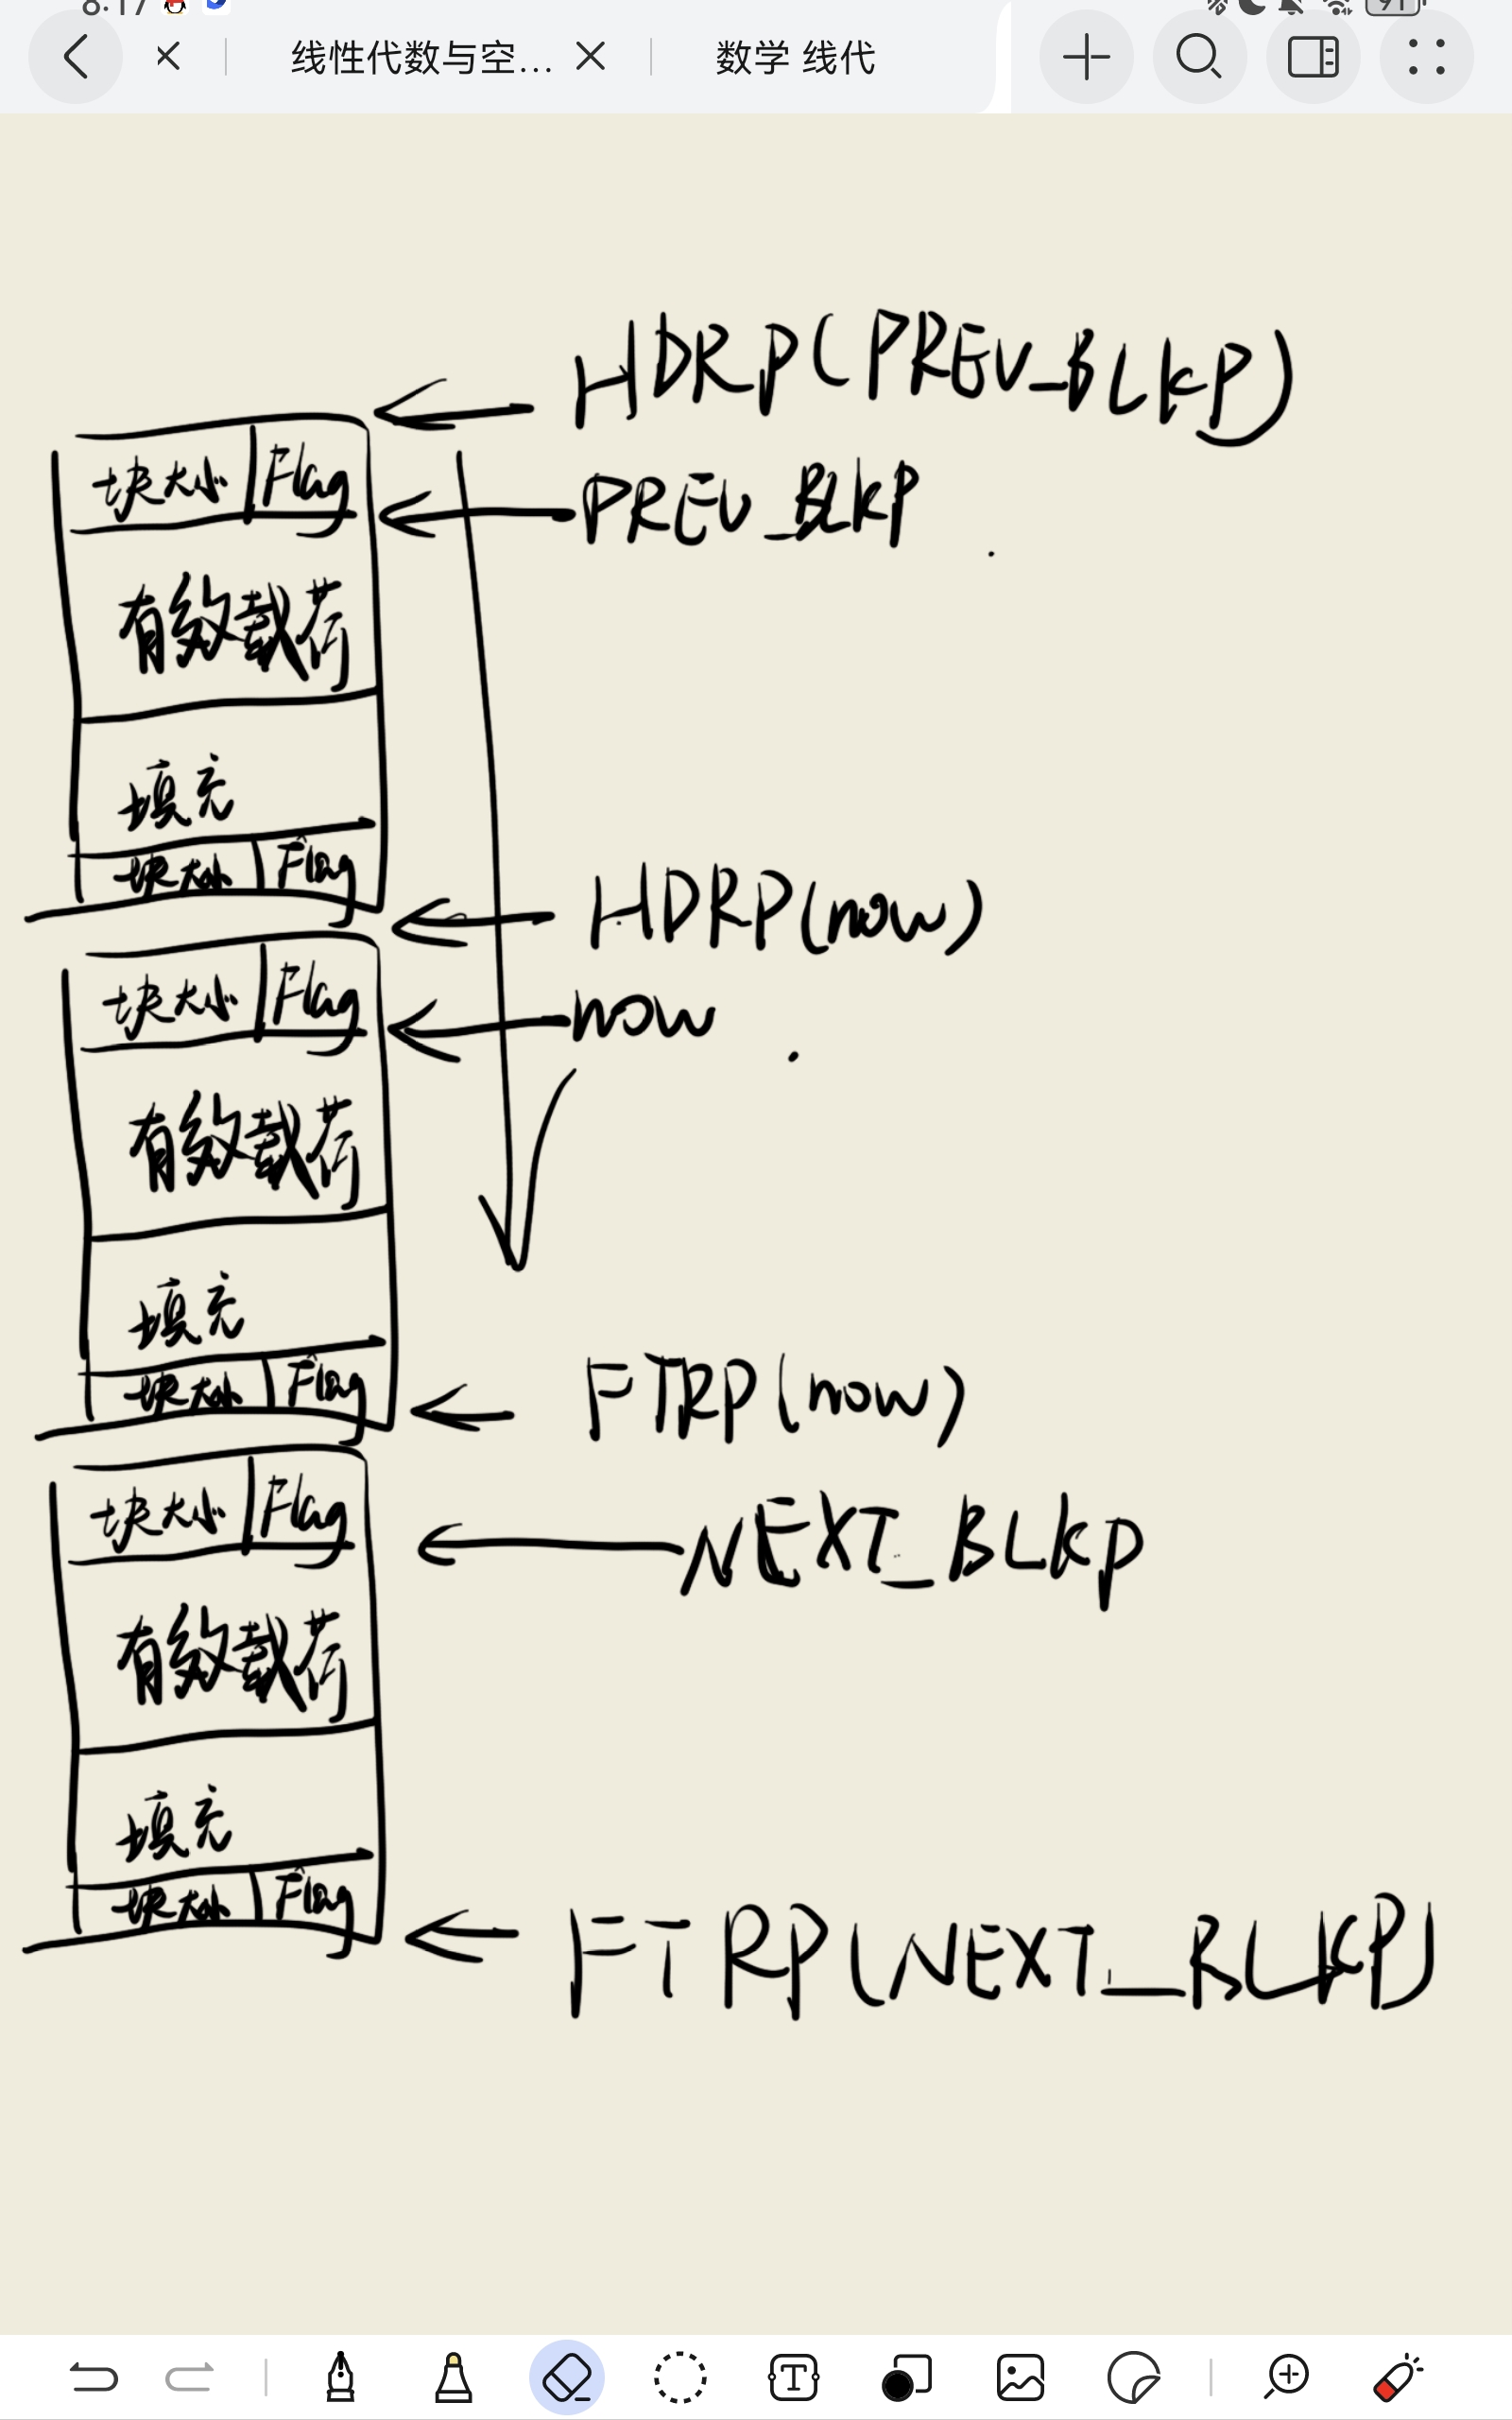 8:17
91
线性代数与空...
数学 线代
HDRP(PREV_BLKP)
块大小 Flag
PREV_BLKP
有效载荷
填充
块大小 Flag
HDRP(now)
块大小 Flag
now
有效载荷
填充
块大小 Flag
FTRP(now)
块大小 Flag
NEXT_BLKP
有效载荷
填充
块大小 Flag
FTRP(NEXT_BLKP)